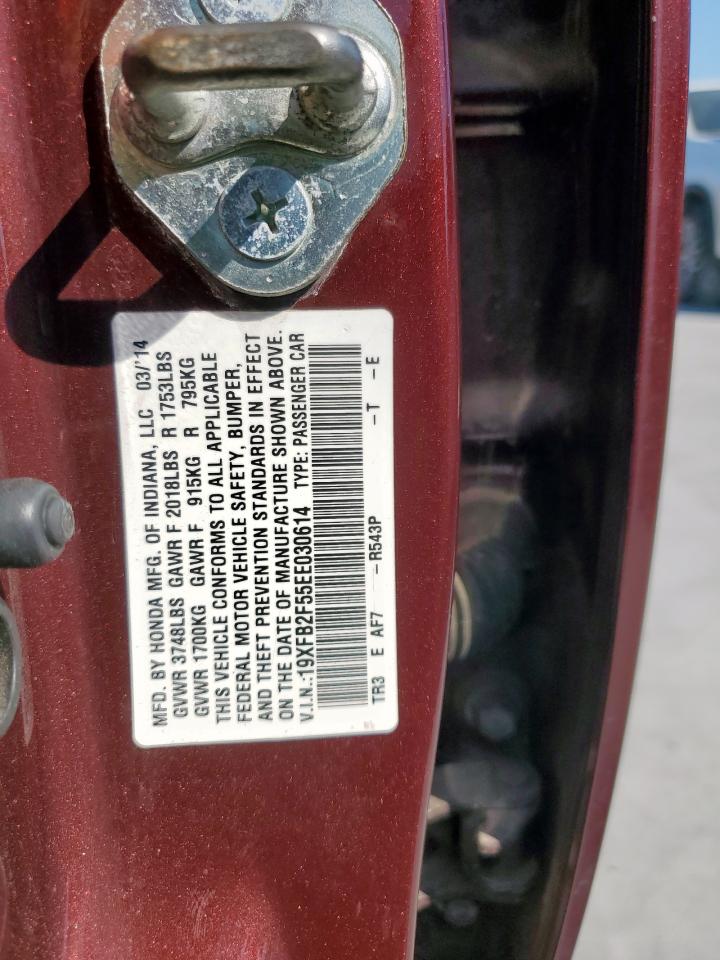 MFD. BY HONDA MFG. OF INDIANA, LLC 03/'14
GVWR 3748LBS GAWR F 2018LBS R 1753LBS
GVWR 1700KG GAWR F 915KG R 795KG
THIS VEHICLE CONFORMS TO ALL APPLICABLE
FEDERAL MOTOR VEHICLE SAFETY, BUMPER,
AND THEFT PREVENTION STANDARDS IN EFFECT
ON THE DATE OF MANUFACTURE SHOWN ABOVE.
V.I.N.:19XFB2F55EE030614 TYPE: PASSENGER CAR
TR3 E AF7 -R543P -T -E